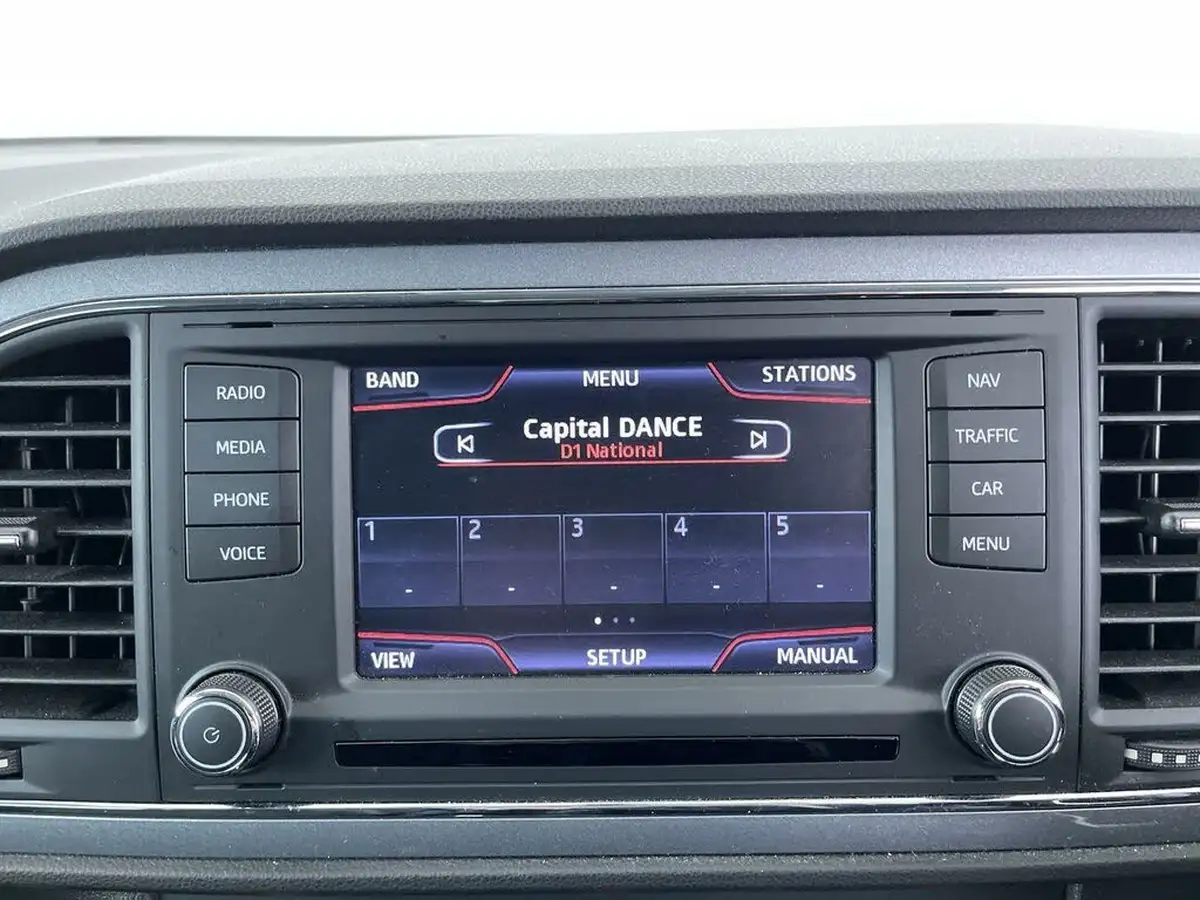 RADIO
MEDIA
PHONE
VOICE
BAND MENU STATIONS
Capital DANCE
D1 National
1 2 3 4 5
- - - - -
VIEW SETUP MANUAL
NAV
TRAFFIC
CAR
MENU